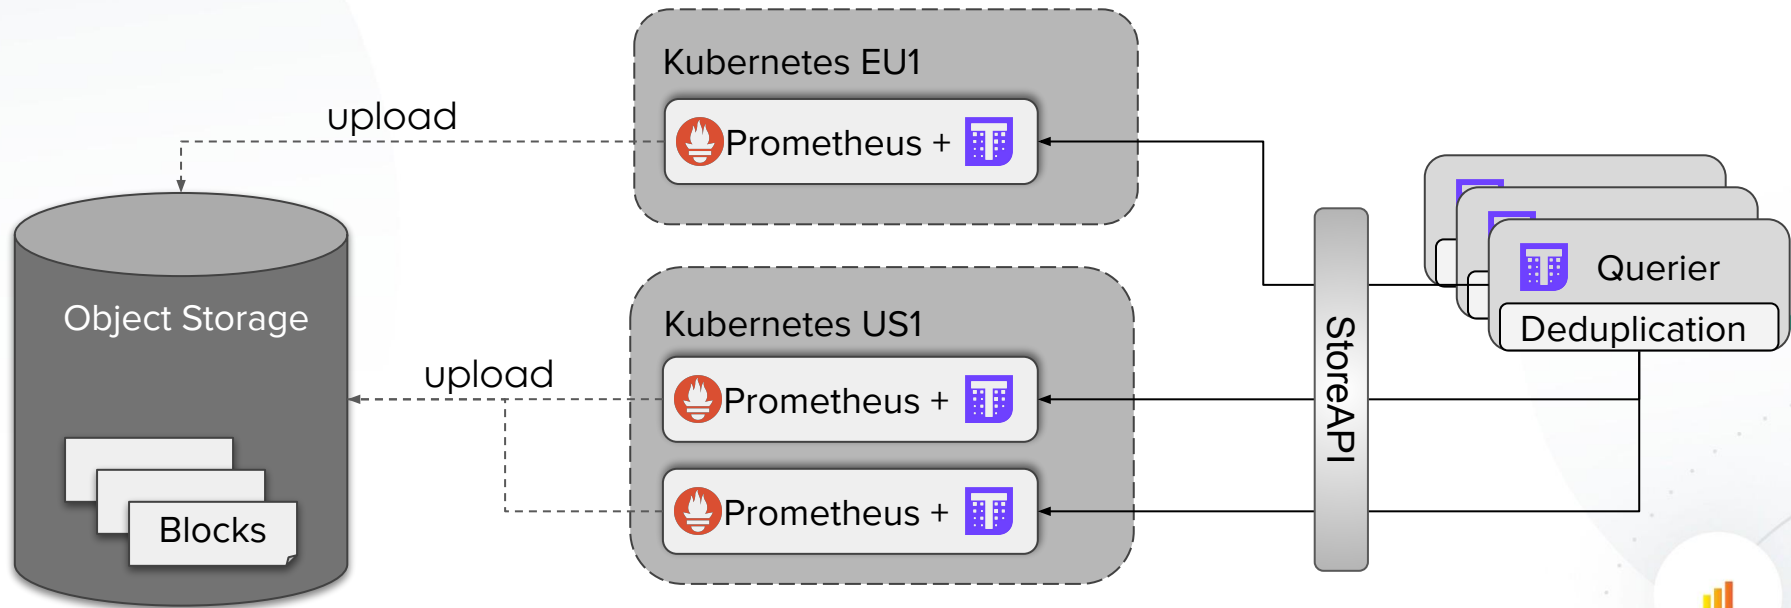 Kubernetes EU1
upload
Prometheus +
Querier
Deduplication
Object Storage
Kubernetes US1
StoreAPI
upload
Prometheus +
Prometheus +
Blocks